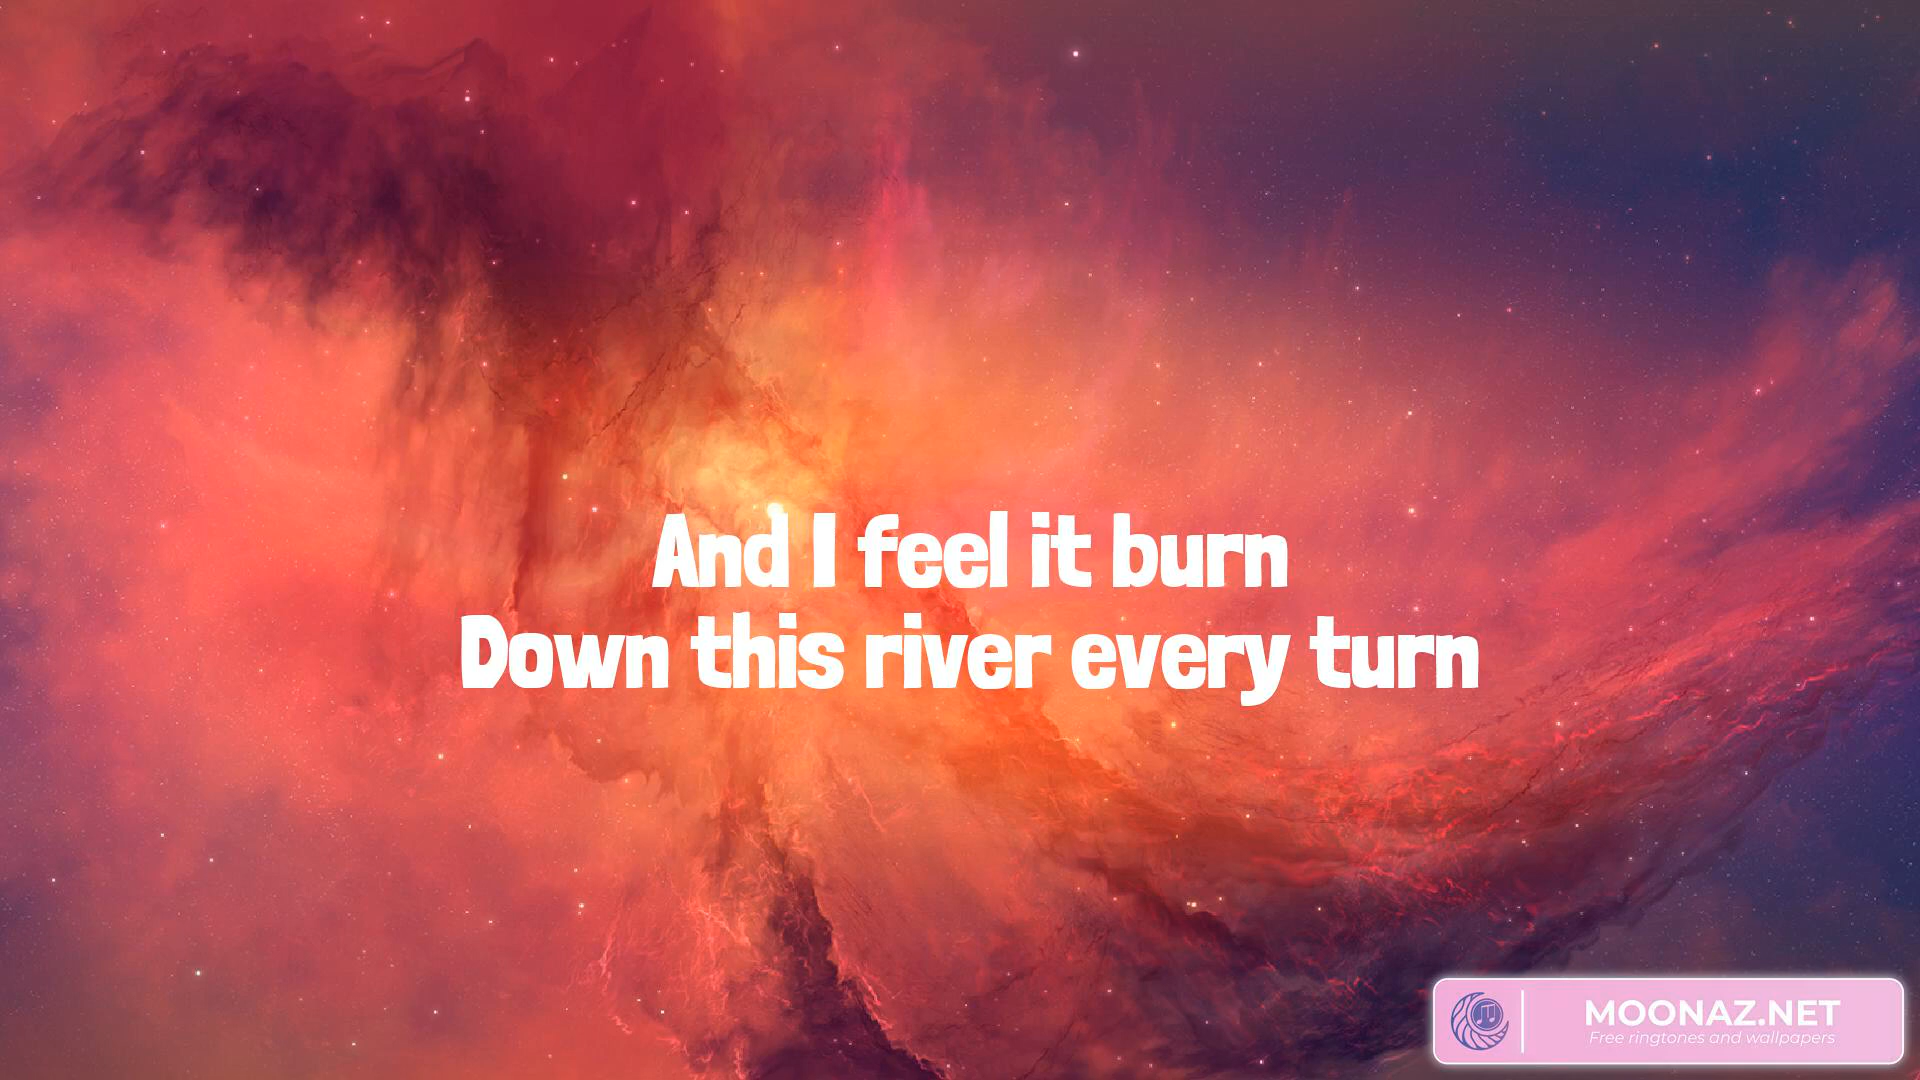 And I feel it burn
Down this river every turn
MOONAZ.NET
Free ringtones and wallpapers